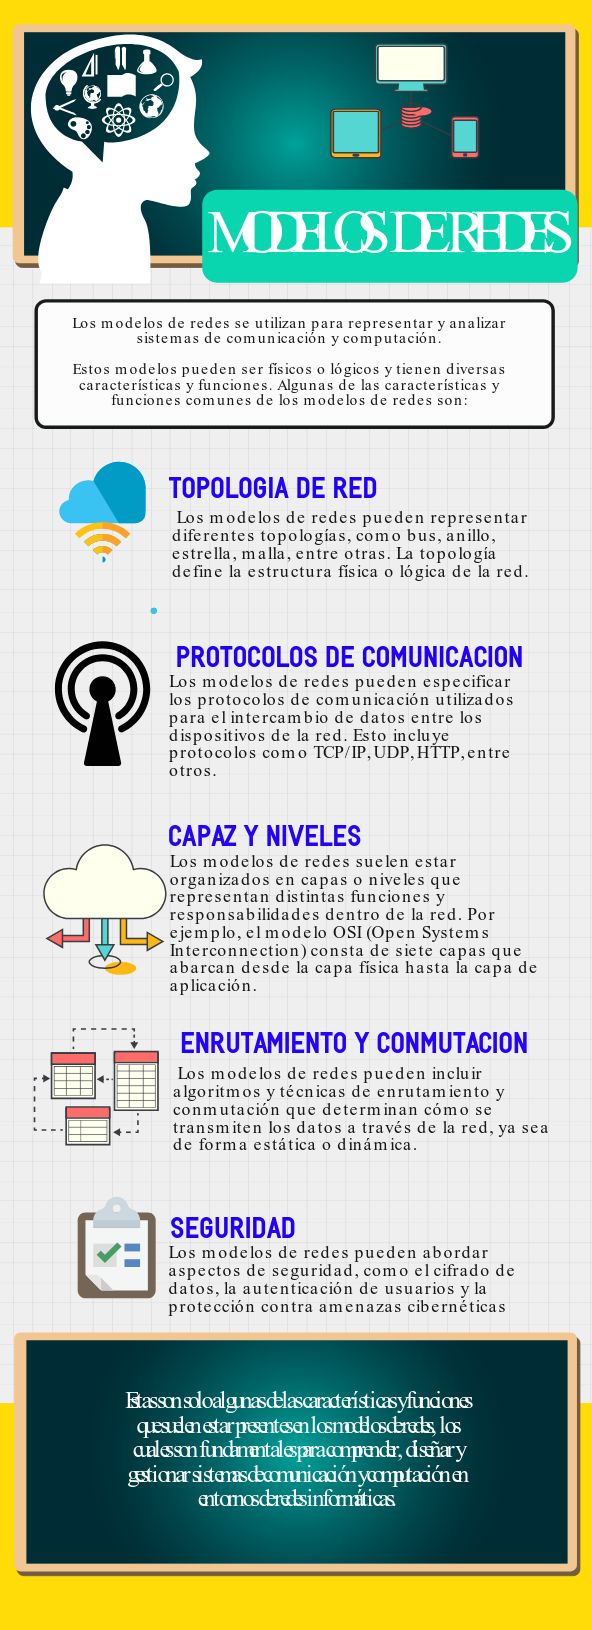 MODELOS DE REDES
Los modelos de redes se utilizan para representar y analizar
sistemas de comunicación y computación.
Estos modelos pueden ser físicos o lógicos y tienen diversas
características y funciones. Algunas de las características y
funciones comunes de los modelos de redes son:
TOPOLOGIA DE RED
Los modelos de redes pueden representar
diferentes topologías, como bus, anillo,
estrella, malla, entre otras. La topología
define la estructura física o lógica de la red.
PROTOCOLOS DE COMUNICACION
Los modelos de redes pueden especificar
los protocolos de comunicación utilizados
para el intercambio de datos entre los
dispositivos de la red. Esto incluye
protocolos como TCP/IP, UDP, HTTP, entre
otros.
CAPAZ Y NIVELES
Los modelos de redes suelen estar
organizados en capas o niveles que
representan distintas funciones y
responsabilidades dentro de la red. Por
ejemplo, el modelo OSI (Open Systems
Interconnection) consta de siete capas que
abarcan desde la capa física hasta la capa de
aplicación.
ENRUTAMIENTO Y CONMUTACION
Los modelos de redes pueden incluir
algoritmos y técnicas de enrutamiento y
conmutación que determinan cómo se
transmiten los datos a través de la red, ya sea
de forma estática o dinámica.
SEGURIDAD
Los modelos de redes pueden abordar
aspectos de seguridad, como el cifrado de
datos, la autenticación de usuarios y la
protección contra amenazas cibernéticas
Estas son solo algunas de las características y funciones
que suelen estar presentes en los modelos de redes, los
cuales son fundamentales para comprender, diseñar y
gestionar sistemas de comunicación y computación en
entornos de redes informáticas.